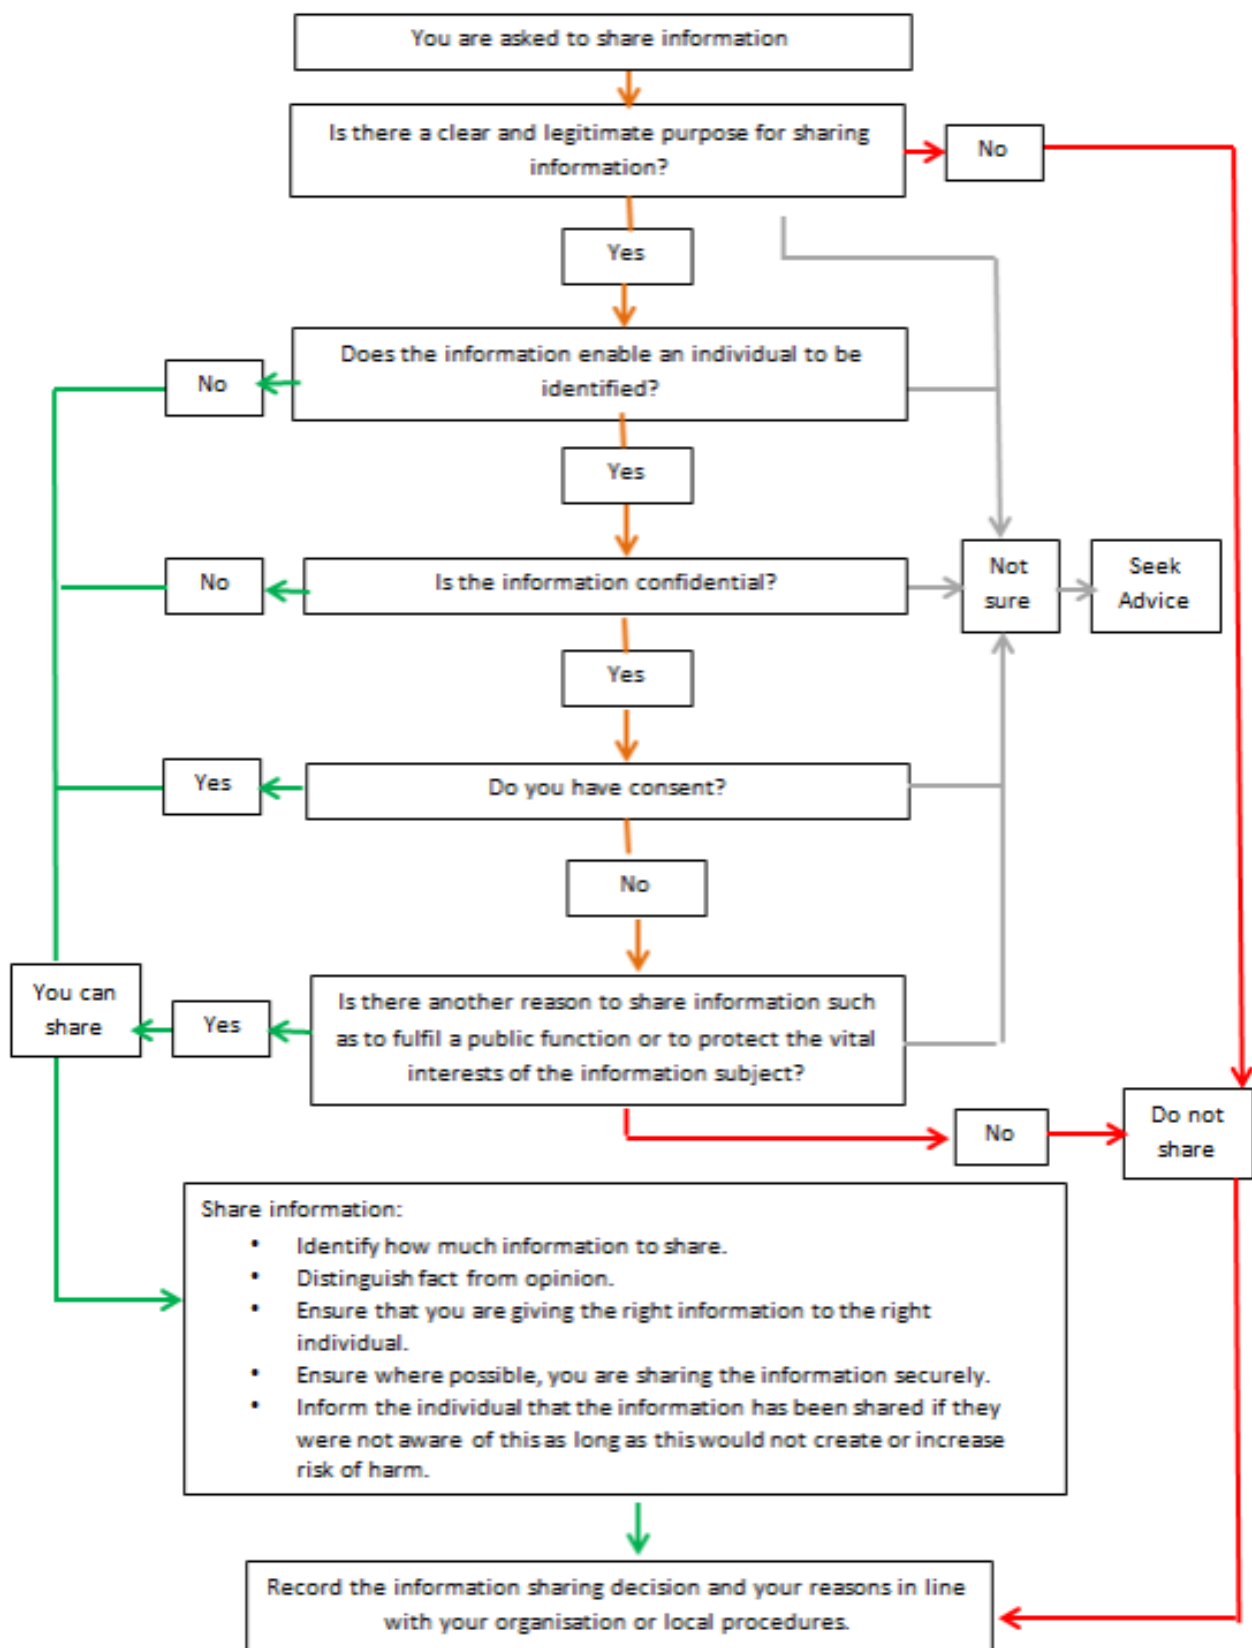 You are asked to share information
Is there a clear and legitimate purpose for sharing
information?
No
Yes
Does the information enable an individual to be
identified?
No
Yes
Is the information confidential?
No
Not
sure
Seek
Advice
Yes
Do you have consent?
Yes
No
You can
share
Yes
Is there another reason to share information such
as to fulfil a public function or to protect the vital
interests of the information subject?
No
Do not
share
Share information:
• Identify how much information to share.
• Distinguish fact from opinion.
• Ensure that you are giving the right information to the right
individual.
• Ensure where possible, you are sharing the information securely.
• Inform the individual that the information has been shared if they
were not aware of this as long as this would not create or increase
risk of harm.
Record the information sharing decision and your reasons in line
with your organisation or local procedures.